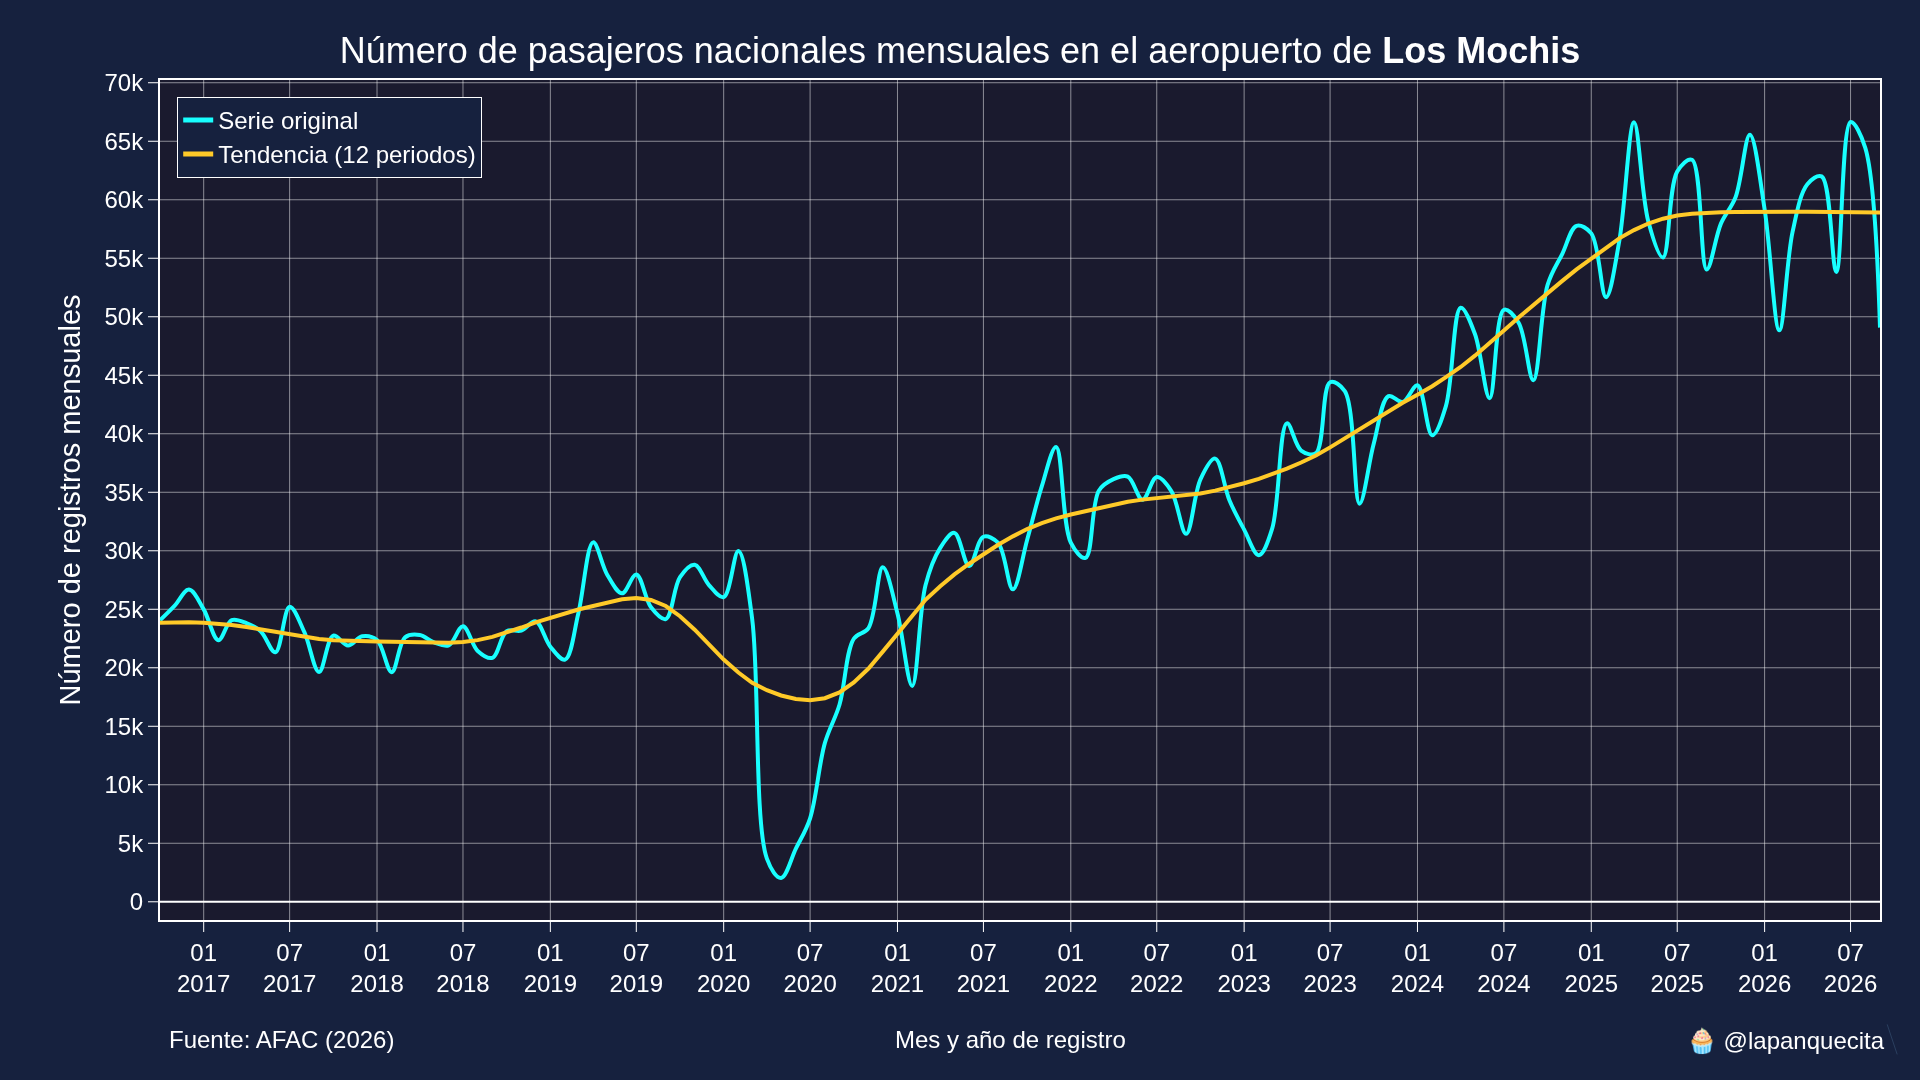 Número de pasajeros nacionales mensuales en el aeropuerto de Los Mochis
Serie original
Tendencia (12 periodos)
Número de registros mensuales
70k
65k
60k
55k
50k
45k
40k
35k
30k
25k
20k
15k
10k
5k
0
01 07 01 07 01 07 01 07 01 07 01 07 01 07 01 07 01 07 01 07
2017 2017 2018 2018 2019 2019 2020 2020 2021 2021 2022 2022 2023 2023 2024 2024 2025 2025 2026 2026
Fuente: AFAC (2026)
Mes y año de registro
@lapanquecita